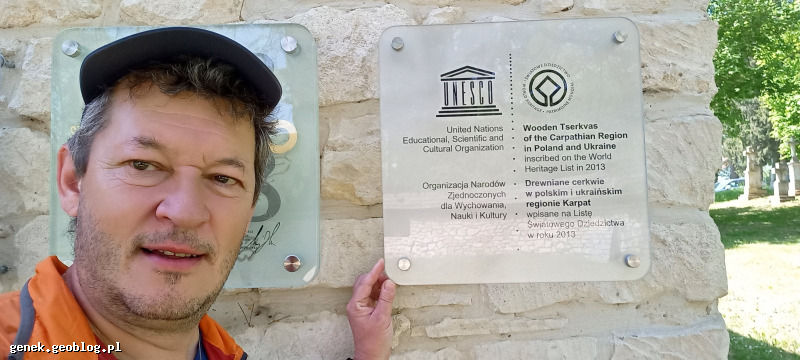 UNESCO
United Nations
Educational, Scientific and
Cultural Organization
Organizacja Narodów
Zjednoczonych
dla Wychowania,
Nauki i Kultury
Wooden Tserkvas
of the Carpathian Region
in Poland and Ukraine
inscribed on the World
Heritage List in 2013
Drewniane cerkwie
w polskim i ukraińskim
regionie Karpat
wpisane na Listę
Światowego Dziedzictwa
w roku 2013
genek.geoblog.pl